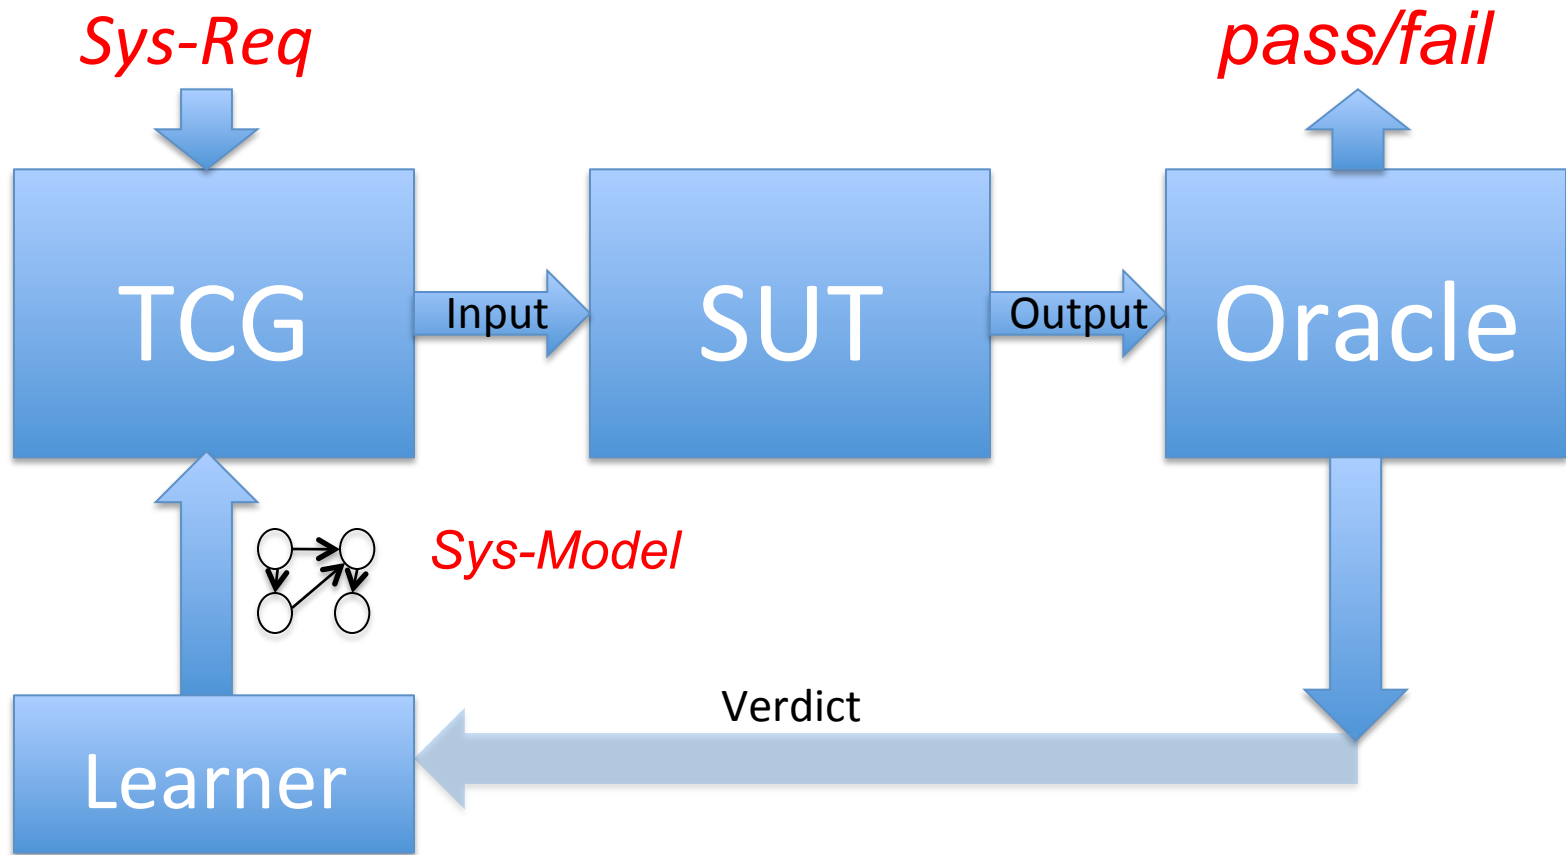 Sys-Req
pass/fail
TCG
Input
SUT
Output
Oracle
Sys-Model
Verdict
Learner